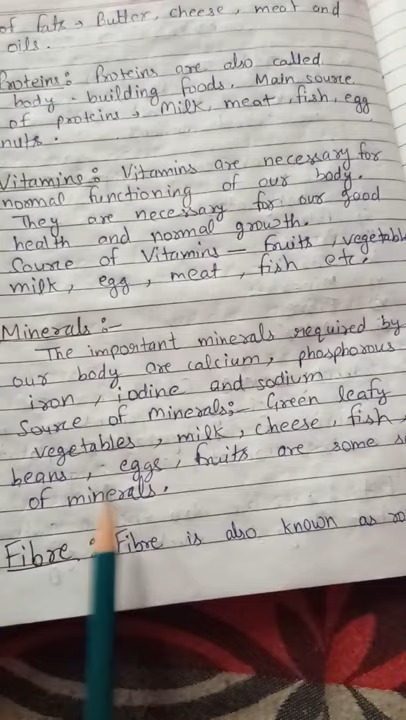 of fats → Butter, cheese, meat and
oils.
Proteins: Proteins are also called
body-building foods. Main source
of proteins → Milk, meat, fish, egg
nuts.
Vitamins: Vitamins are necessary for
normal functioning of our body.
They are necessary for our good
health and normal growth.
Source of Vitamins - fruits, vegetabl
milk, egg, meat, fish etc.
Minerals:-
The important minerals required by
our body are calcium, phosphorous
iron, iodine and sodium
Source of minerals:- Green leafy
vegetables, milk, cheese, fish,
beans, eggs, fruits are some s
of minerals.
Fibre: Fibre is also known as ro